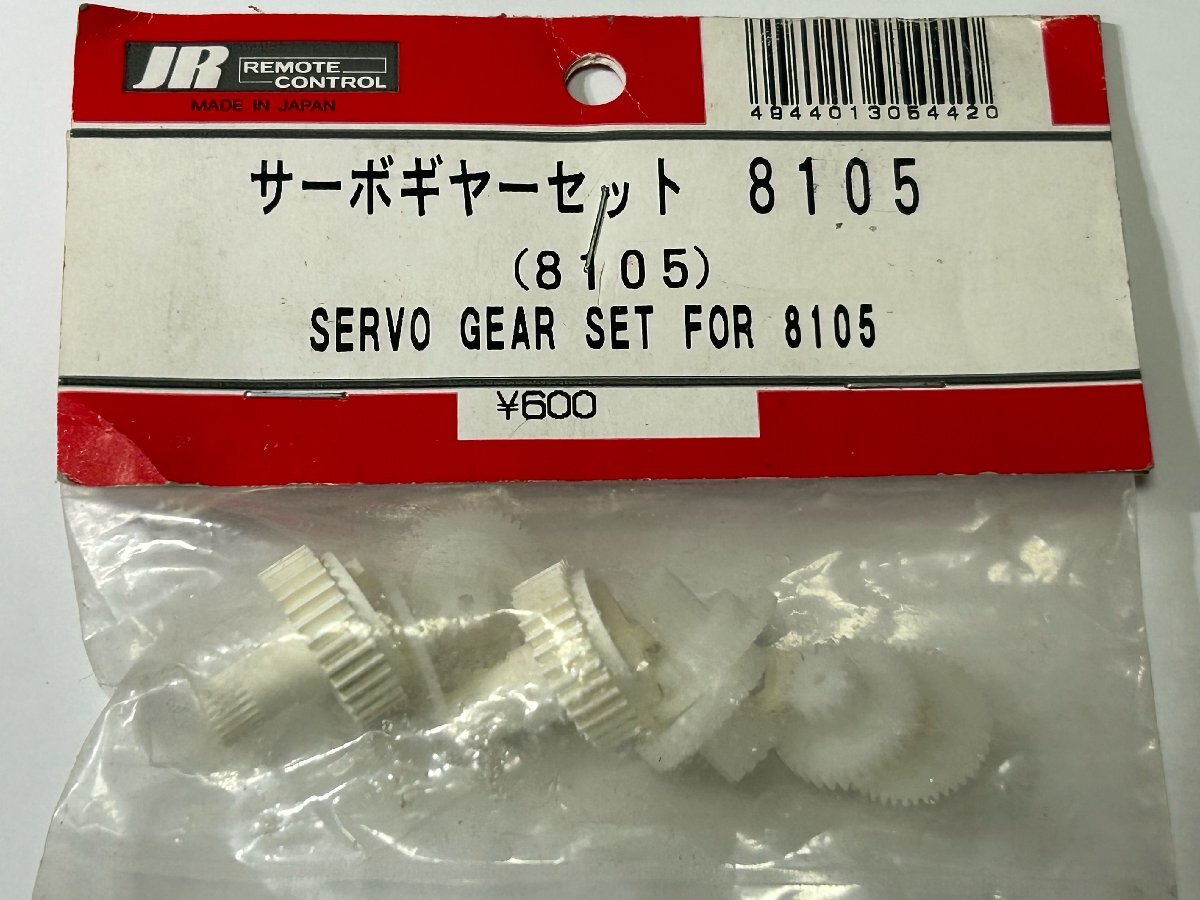 JR REMOTE CONTROL
MADE IN JAPAN
4944013054420
サーボギヤーセット 8105
(8105)
SERVO GEAR SET FOR 8105
¥600